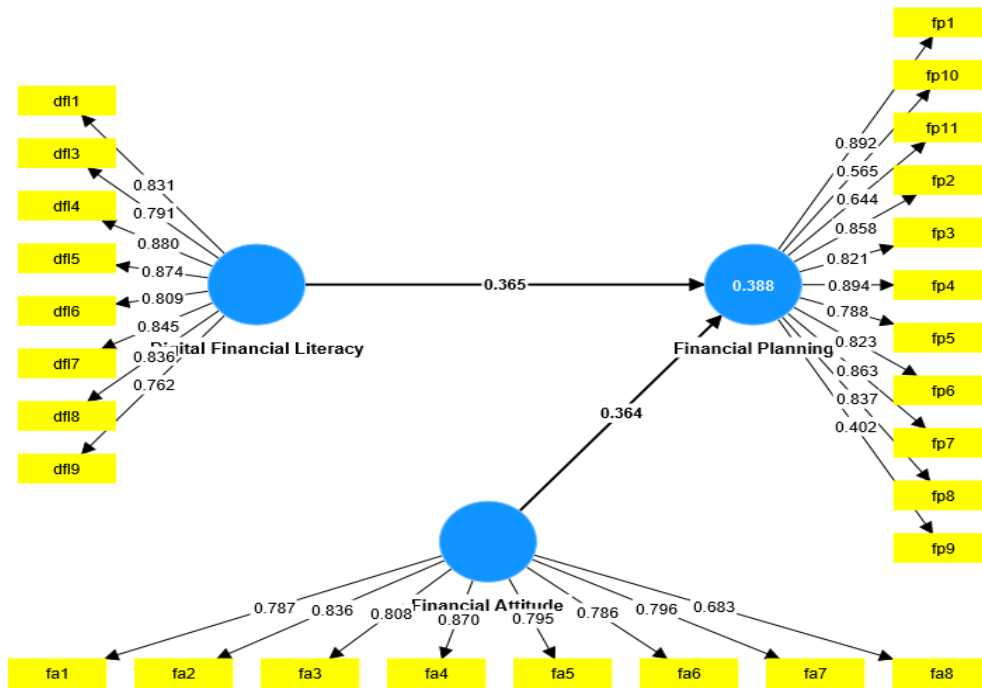 fp1
fp10
fp11
fp2
fp3
fp4
fp5
fp6
fp7
fp8
fp9
0.892
0.565
0.644
0.858
0.821
0.894
0.788
0.823
0.863
0.837
0.402
dfl1
dfl3
dfl4
dfl5
dfl6
dfl7
dfl8
dfl9
0.831
0.791
0.880
0.874
0.809
0.845
0.836
0.762
Digital Financial Literacy
0.365
0.388
Financial Planning
0.364
Financial Attitude
0.787
0.836
0.808
0.870
0.795
0.786
0.796
0.683
fa1
fa2
fa3
fa4
fa5
fa6
fa7
fa8